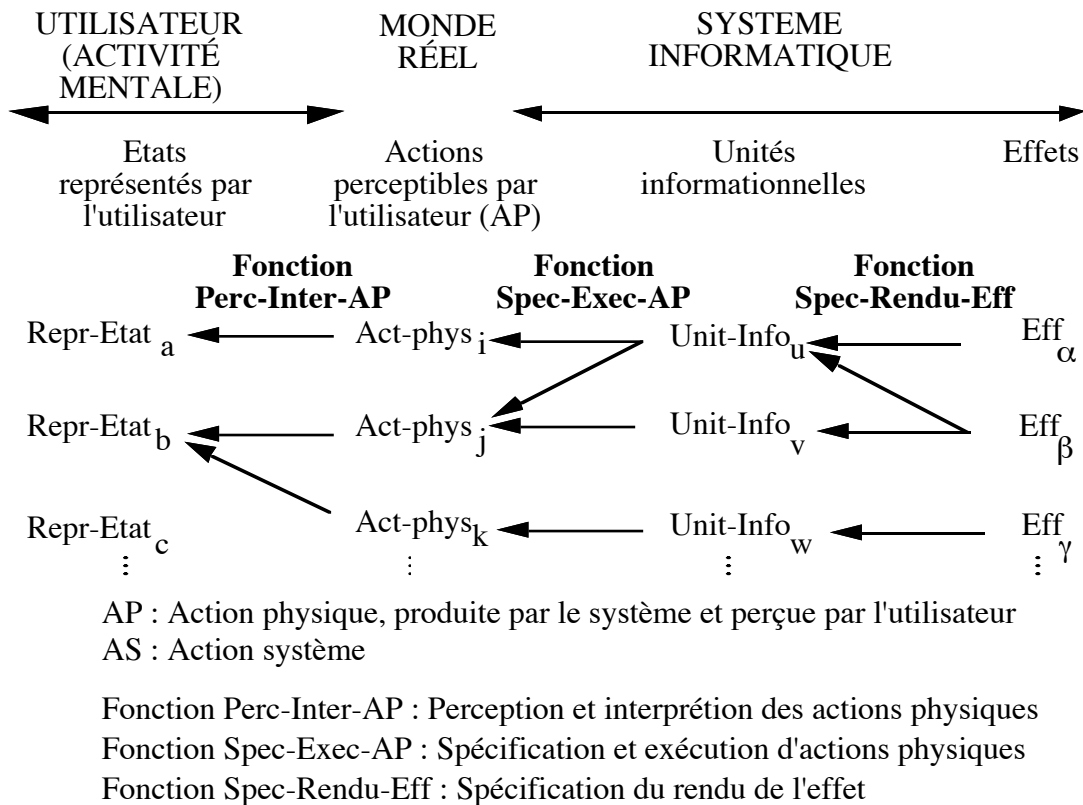 UTILISATEUR
(ACTIVITÉ
MENTALE)
MONDE
RÉEL
SYSTEME
INFORMATIQUE
Etats
représentés par
l'utilisateur
Actions
perceptibles par
l'utilisateur (AP)
Unités
informationnelles
Effets
Fonction
Perc-Inter-AP
Fonction
Spec-Exec-AP
Fonction
Spec-Rendu-Eff
Repr-Etat a
Act-phys i
Unit-Info u
Eff α
Repr-Etat b
Act-phys j
Unit-Info v
Eff β
Repr-Etat c
Act-phys k
Unit-Info w
Eff γ
AP : Action physique, produite par le système et perçue par l'utilisateur
AS : Action système
Fonction Perc-Inter-AP : Perception et interprétion des actions physiques
Fonction Spec-Exec-AP : Spécification et exécution d'actions physiques
Fonction Spec-Rendu-Eff : Spécification du rendu de l'effet